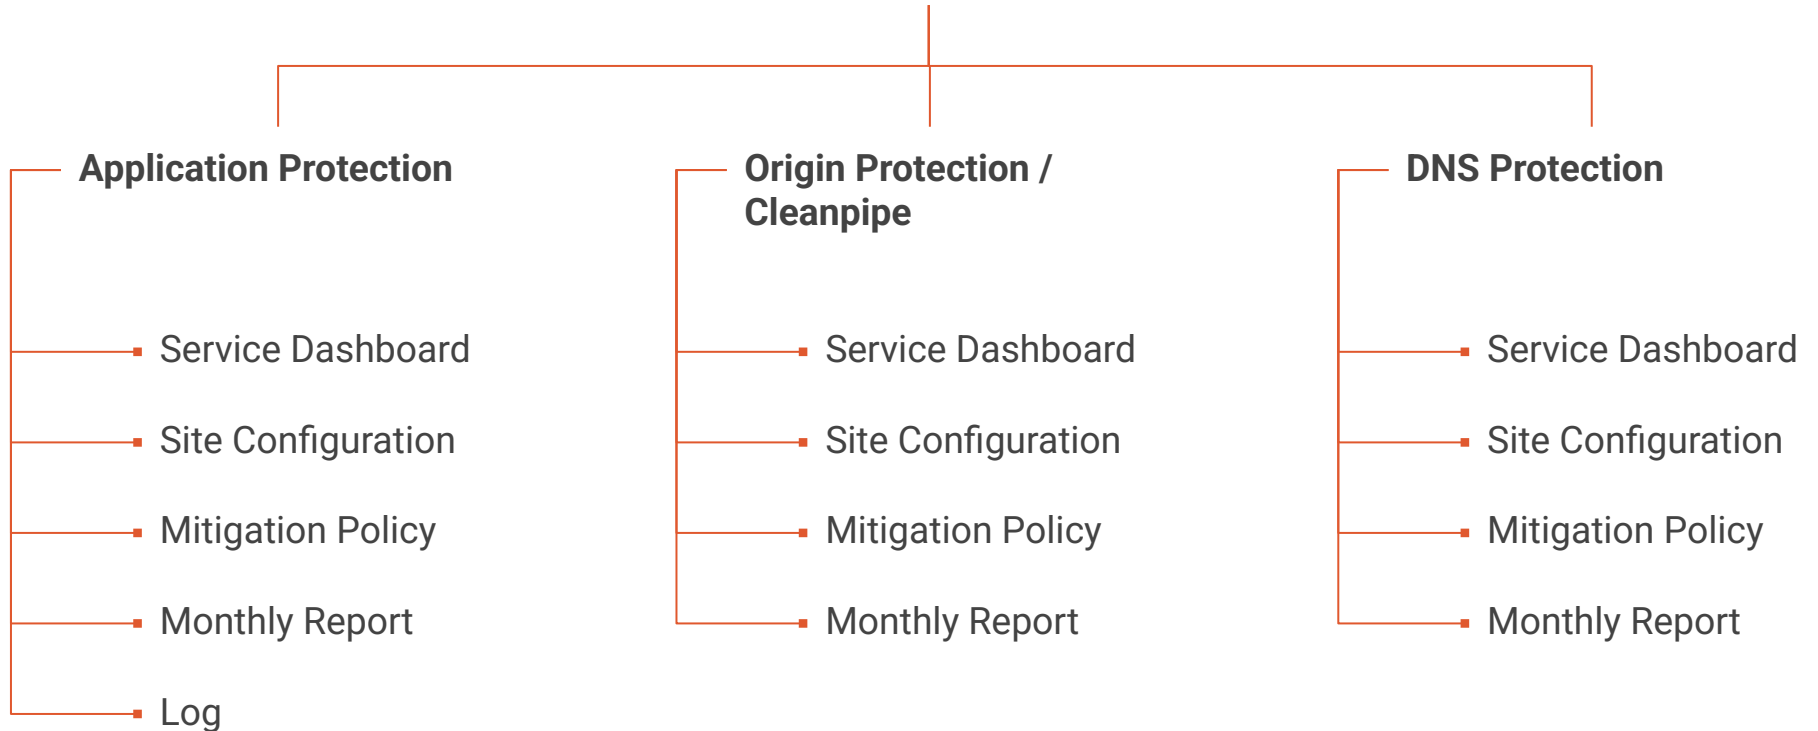 Application Protection
Service Dashboard
Site Configuration
Mitigation Policy
Monthly Report
Log
Origin Protection /
Cleanpipe
Service Dashboard
Site Configuration
Mitigation Policy
Monthly Report
DNS Protection
Service Dashboard
Site Configuration
Mitigation Policy
Monthly Report